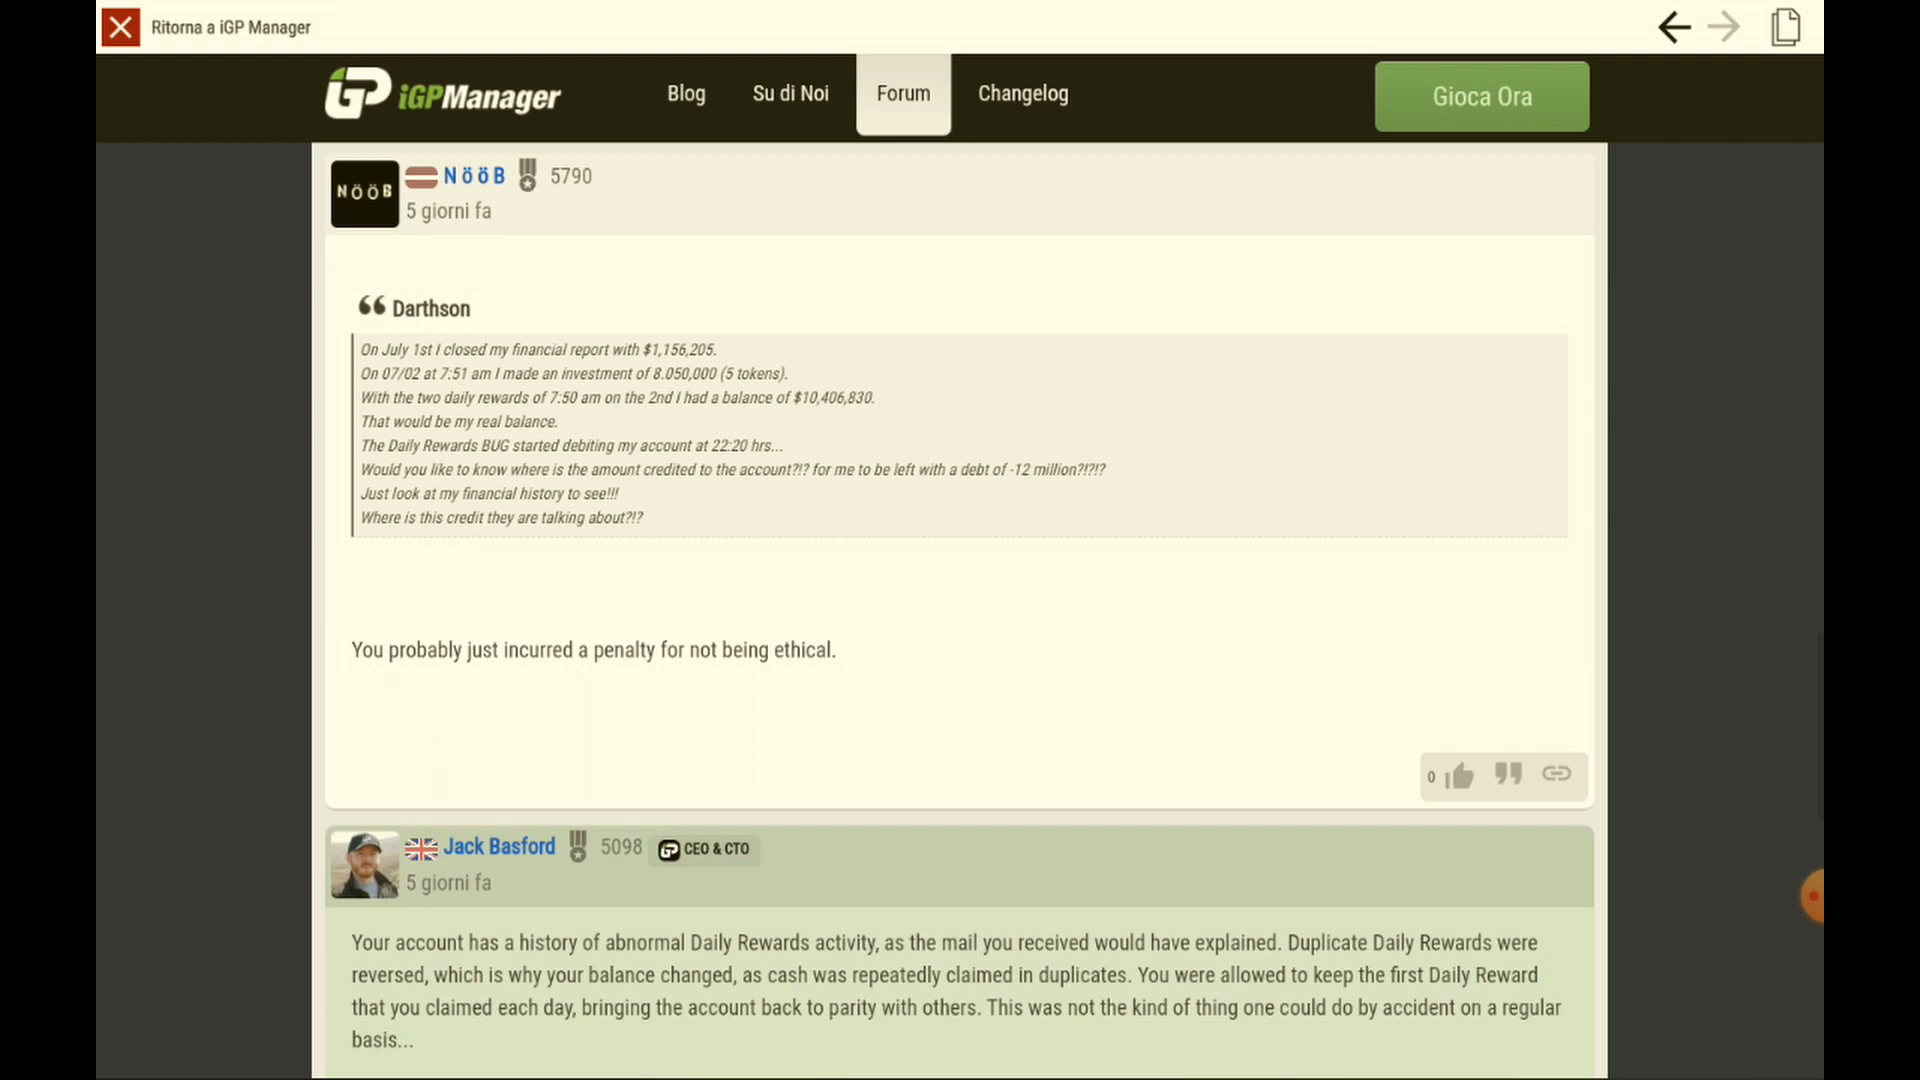 Ritorna a iGP Manager
iGPManager
Blog
Su di Noi
Forum
Changelog
Gioca Ora
NÖÖB
N ö ö B 5790
5 giorni fa
Darthson
On July 1st I closed my financial report with $1,156,205.
On 07/02 at 7:51 am I made an investment of 8.050,000 (5 tokens).
With the two daily rewards of 7:50 am on the 2nd I had a balance of $10,406,830.
That would be my real balance.
The Daily Rewards BUG started debiting my account at 22:20 hrs...
Would you like to know where is the amount credited to the account?!? for me to be left with a debt of -12 million?!?!?
Just look at my financial history to see!!!
Where is this credit they are talking about?!?
You probably just incurred a penalty for not being ethical.
0
Jack Basford 5098 CEO & CTO
5 giorni fa
Your account has a history of abnormal Daily Rewards activity, as the mail you received would have explained. Duplicate Daily Rewards were
reversed, which is why your balance changed, as cash was repeatedly claimed in duplicates. You were allowed to keep the first Daily Reward
that you claimed each day, bringing the account back to parity with others. This was not the kind of thing one could do by accident on a regular
basis...